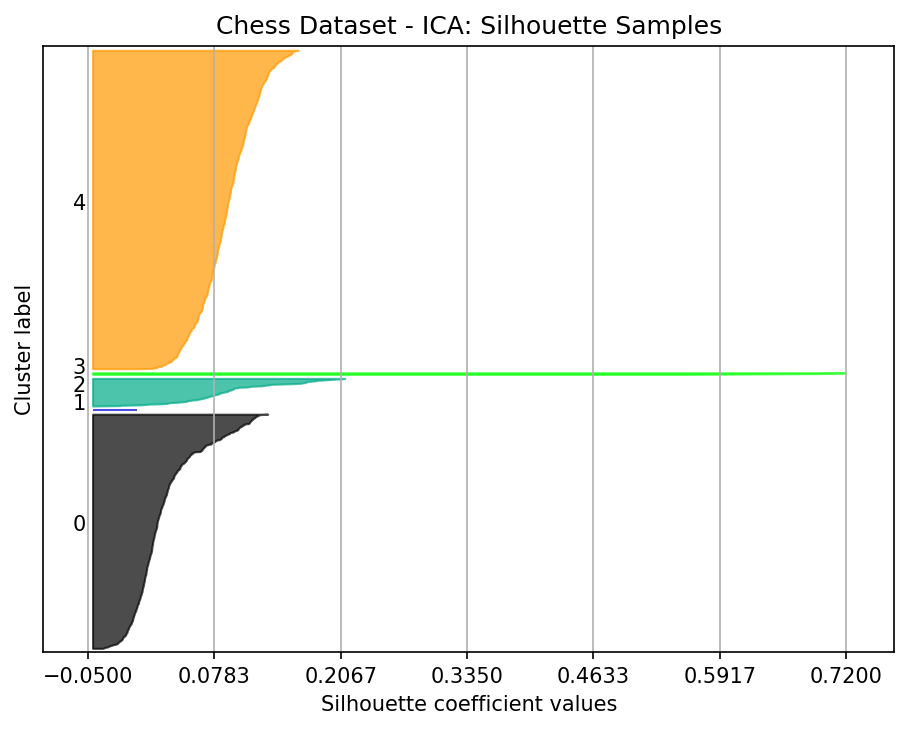 Chess Dataset - ICA: Silhouette Samples
4
3
2
1
0
Cluster label
−0.0500 0.0783 0.2067 0.3350 0.4633 0.5917 0.7200
Silhouette coefficient values